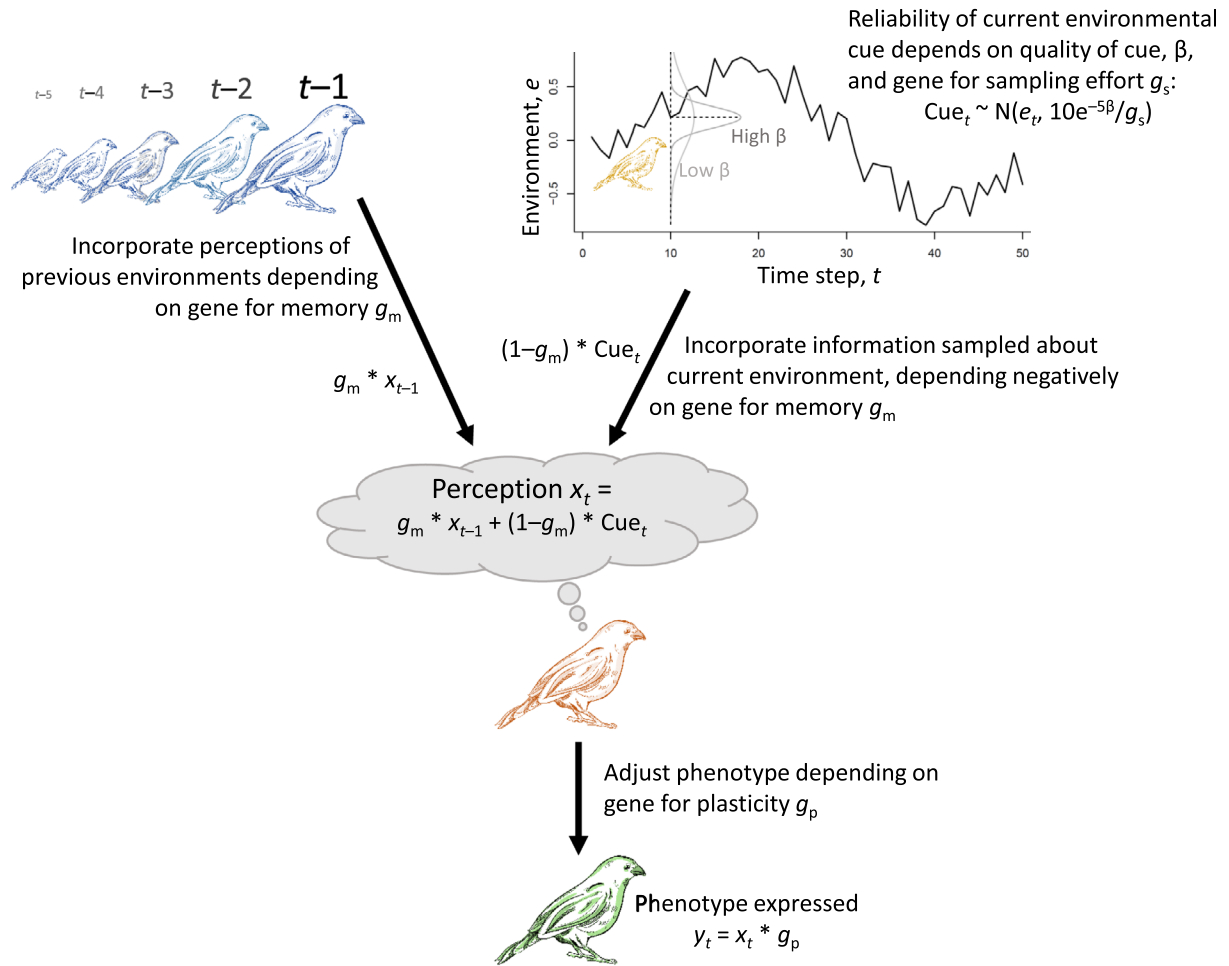 t–5 t–4 t–3 t–2 t–1
Incorporate perceptions of
previous environments depending
on gene for memory gm
gm * xt–1
Reliability of current environmental
cue depends on quality of cue, β,
and gene for sampling effort gs:
Cuet ~ N(et, 10e–5β/gs)
Environment, e
0.5
0.0
−0.5
High β
Low β
0 10 20 30 40 50
Time step, t
(1–gm) * Cuet
Incorporate information sampled about
current environment, depending negatively
on gene for memory gm
Perception xt =
gm * xt–1 + (1–gm) * Cuet
Adjust phenotype depending on
gene for plasticity gp
Phenotype expressed
yt = xt * gp